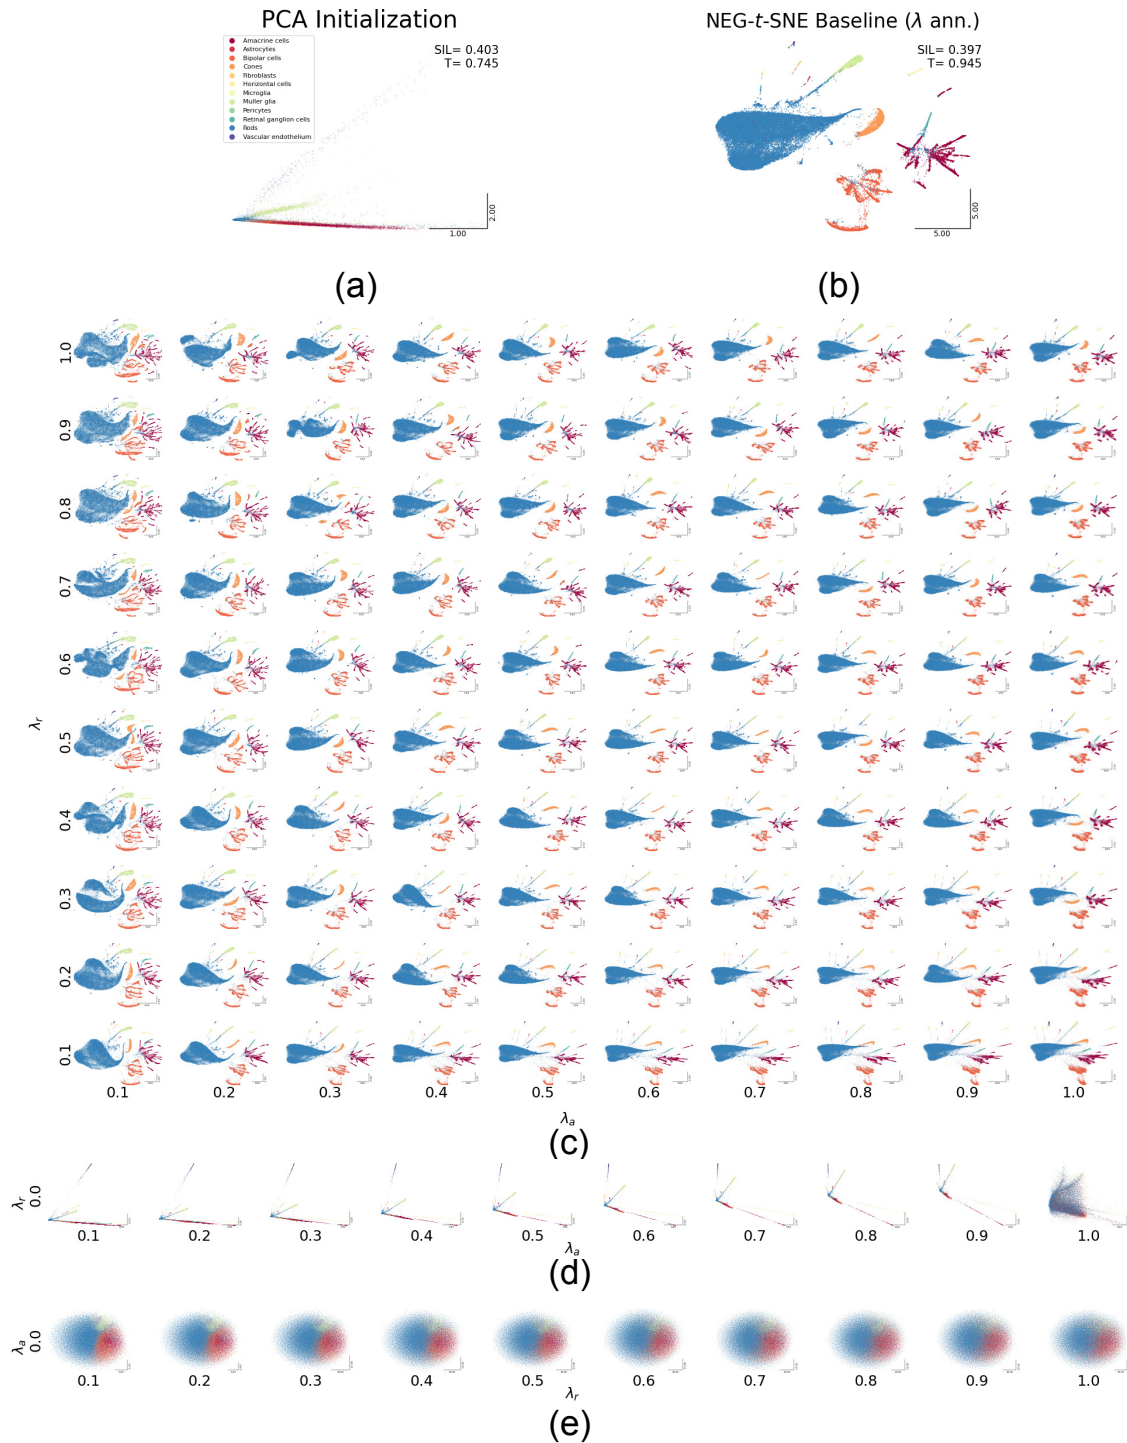 PCA Initialization
NEG-t-SNE Baseline (λ ann.)
Amacrine cells
Astrocytes
Bipolar cells
Cones
Fibroblasts
Horizontal cells
Microglia
Muller glia
Pericytes
Retinal ganglion cells
Rods
Vascular endothelium
SIL= 0.403
T= 0.745
2.00
1.00
SIL= 0.397
T= 0.945
5.00
5.00
(a)
(b)
1.0
0.9
0.8
0.7
0.6
λr
0.5
0.4
0.3
0.2
0.1
0.1 0.2 0.3 0.4 0.5 0.6 0.7 0.8 0.9 1.0
λa
(c)
λr
0.0
0.1 0.2 0.3 0.4 0.5 0.6 0.7 0.8 0.9 1.0
λa
(d)
λa
0.0
0.1 0.2 0.3 0.4 0.5 0.6 0.7 0.8 0.9 1.0
λr
(e)